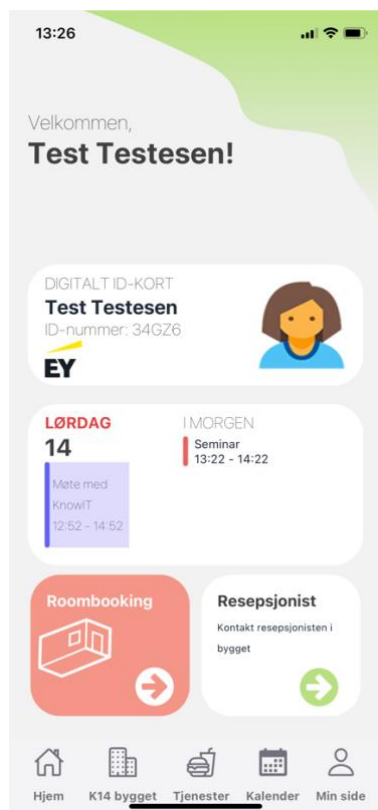 13:26
Velkommen,
Test Testesen!
DIGITALT ID-KORT
Test Testesen
ID-nummer: 34GZ6
EY
LØRDAG
14
Møte med
KnowIT
12:52 - 14:52
I MORGEN
Seminar
13:22 - 14:22
Roombooking
Resepsjonist
Kontakt resepsjonisten i
bygget
Hjem
K14 bygget
Tjenester
Kalender
Min side